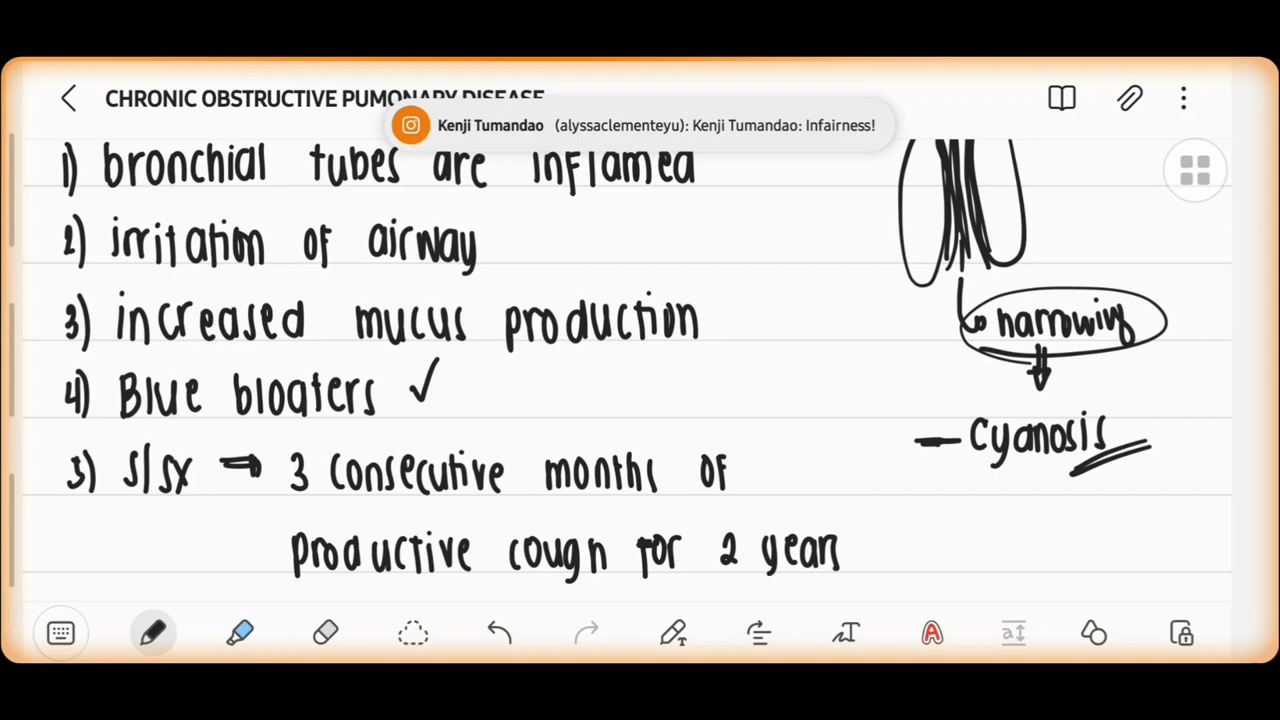 CHRONIC OBSTRUCTIVE PUMONARY DISEASE
Kenji Tumandao (alyssaclementeyu): Kenji Tumandao: Infairness!
1) bronchial tubes are inflamed
2) irritation of airway
3) increased mucus production
narrowing
4) Blue bloaters ✓
- Cyanosis
5) s/sx ⇒ 3 consecutive months of
productive cough for 2 years